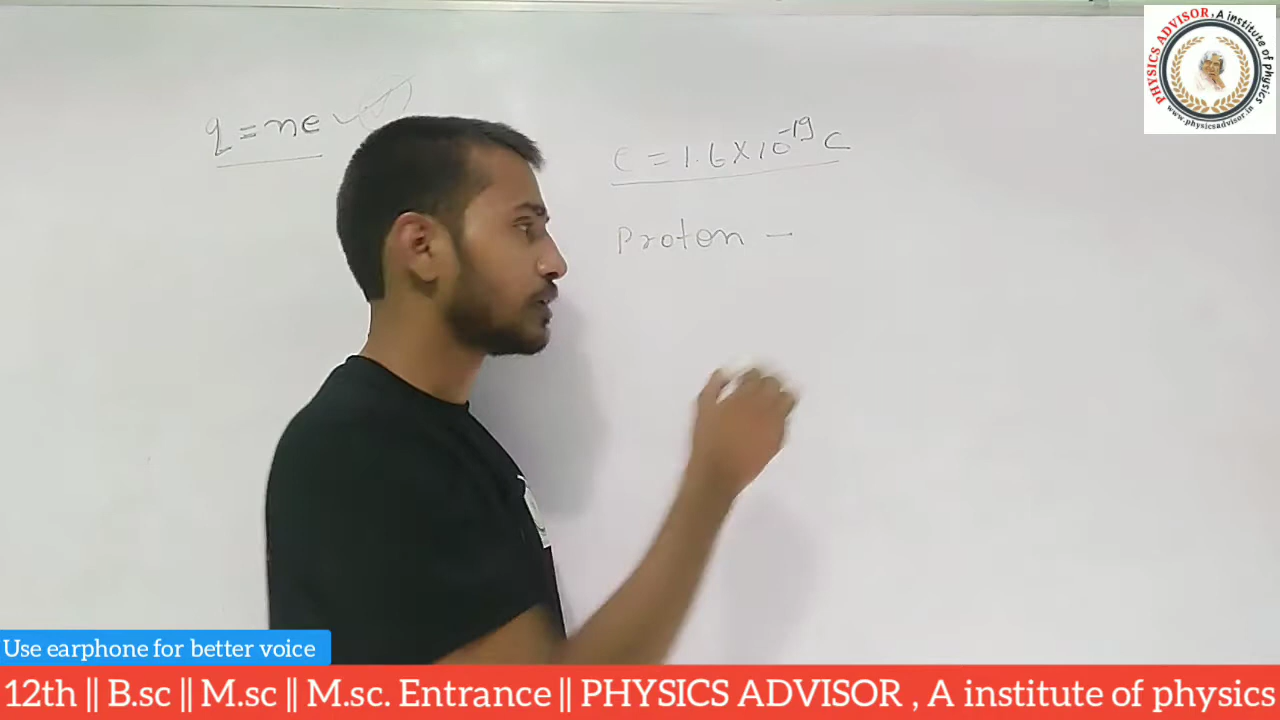 q = ne
e = 1.6 X 10⁻¹⁹ C
Proton -
PHYSICS ADVISOR, A institute of physics
www.physicsadvisor.in
Use earphone for better voice
12th || B.sc || M.sc || M.sc. Entrance || PHYSICS ADVISOR , A institute of physics